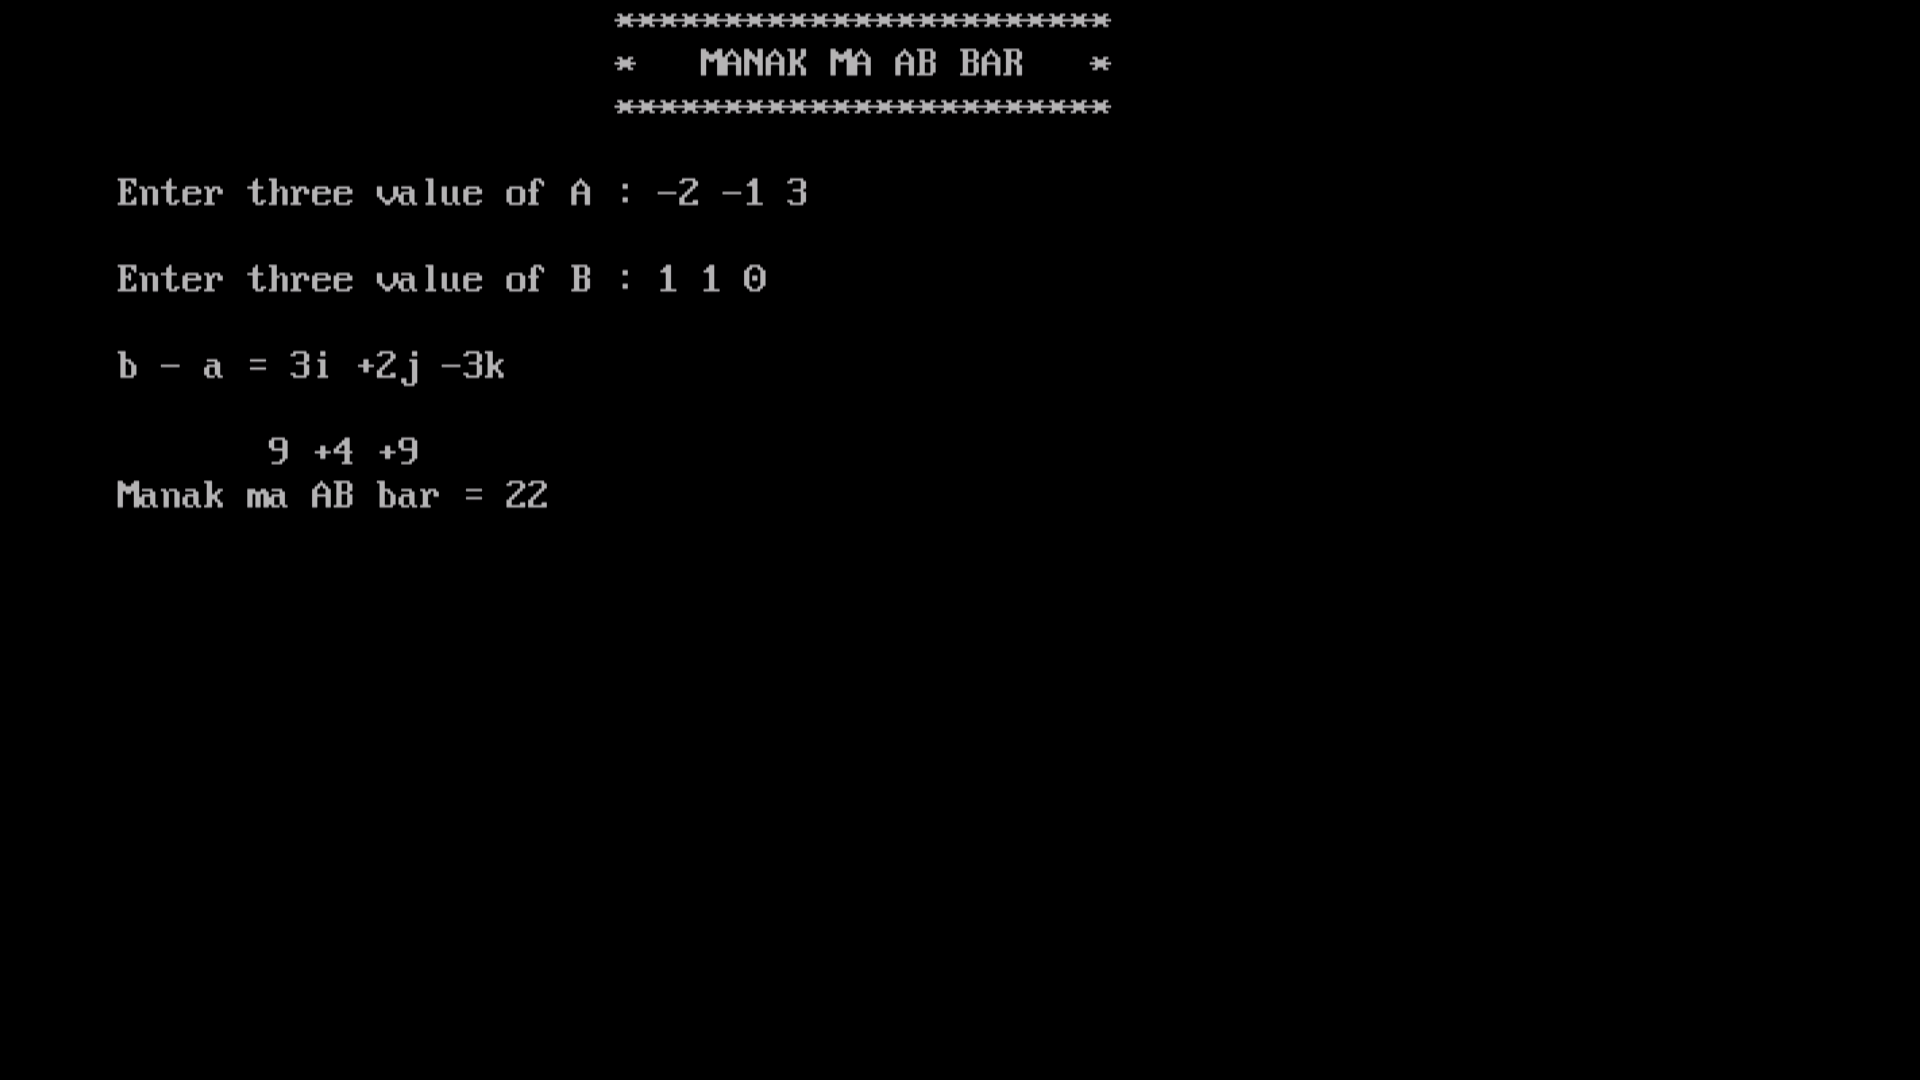 ***********************
*   MANAK MA AB BAR   *
***********************
Enter three value of A : -2 -1 3
Enter three value of B : 1 1 0
b - a = 3i +2j -3k
9 +4 +9
Manak ma AB bar = 22